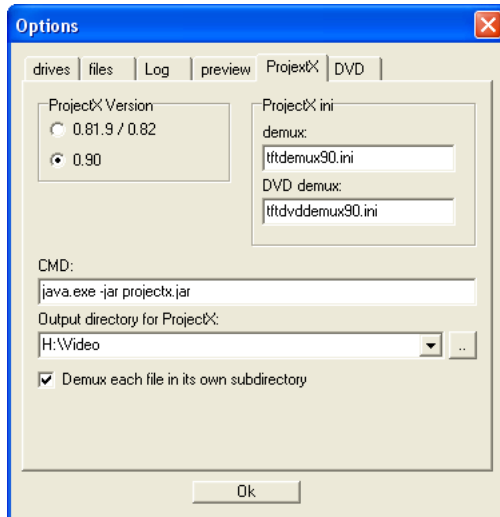 Options
drives files Log preview ProjextX DVD
ProjectX Version
0.81.9 / 0.82
0.90
ProjectX ini
demux:
tftdemux90.ini
DVD demux:
tftdvddemux90.ini
CMD:
java.exe -jar projectx.jar
Output directory for ProjectX:
H:\Video
..
Demux each file in its own subdirectory
Ok